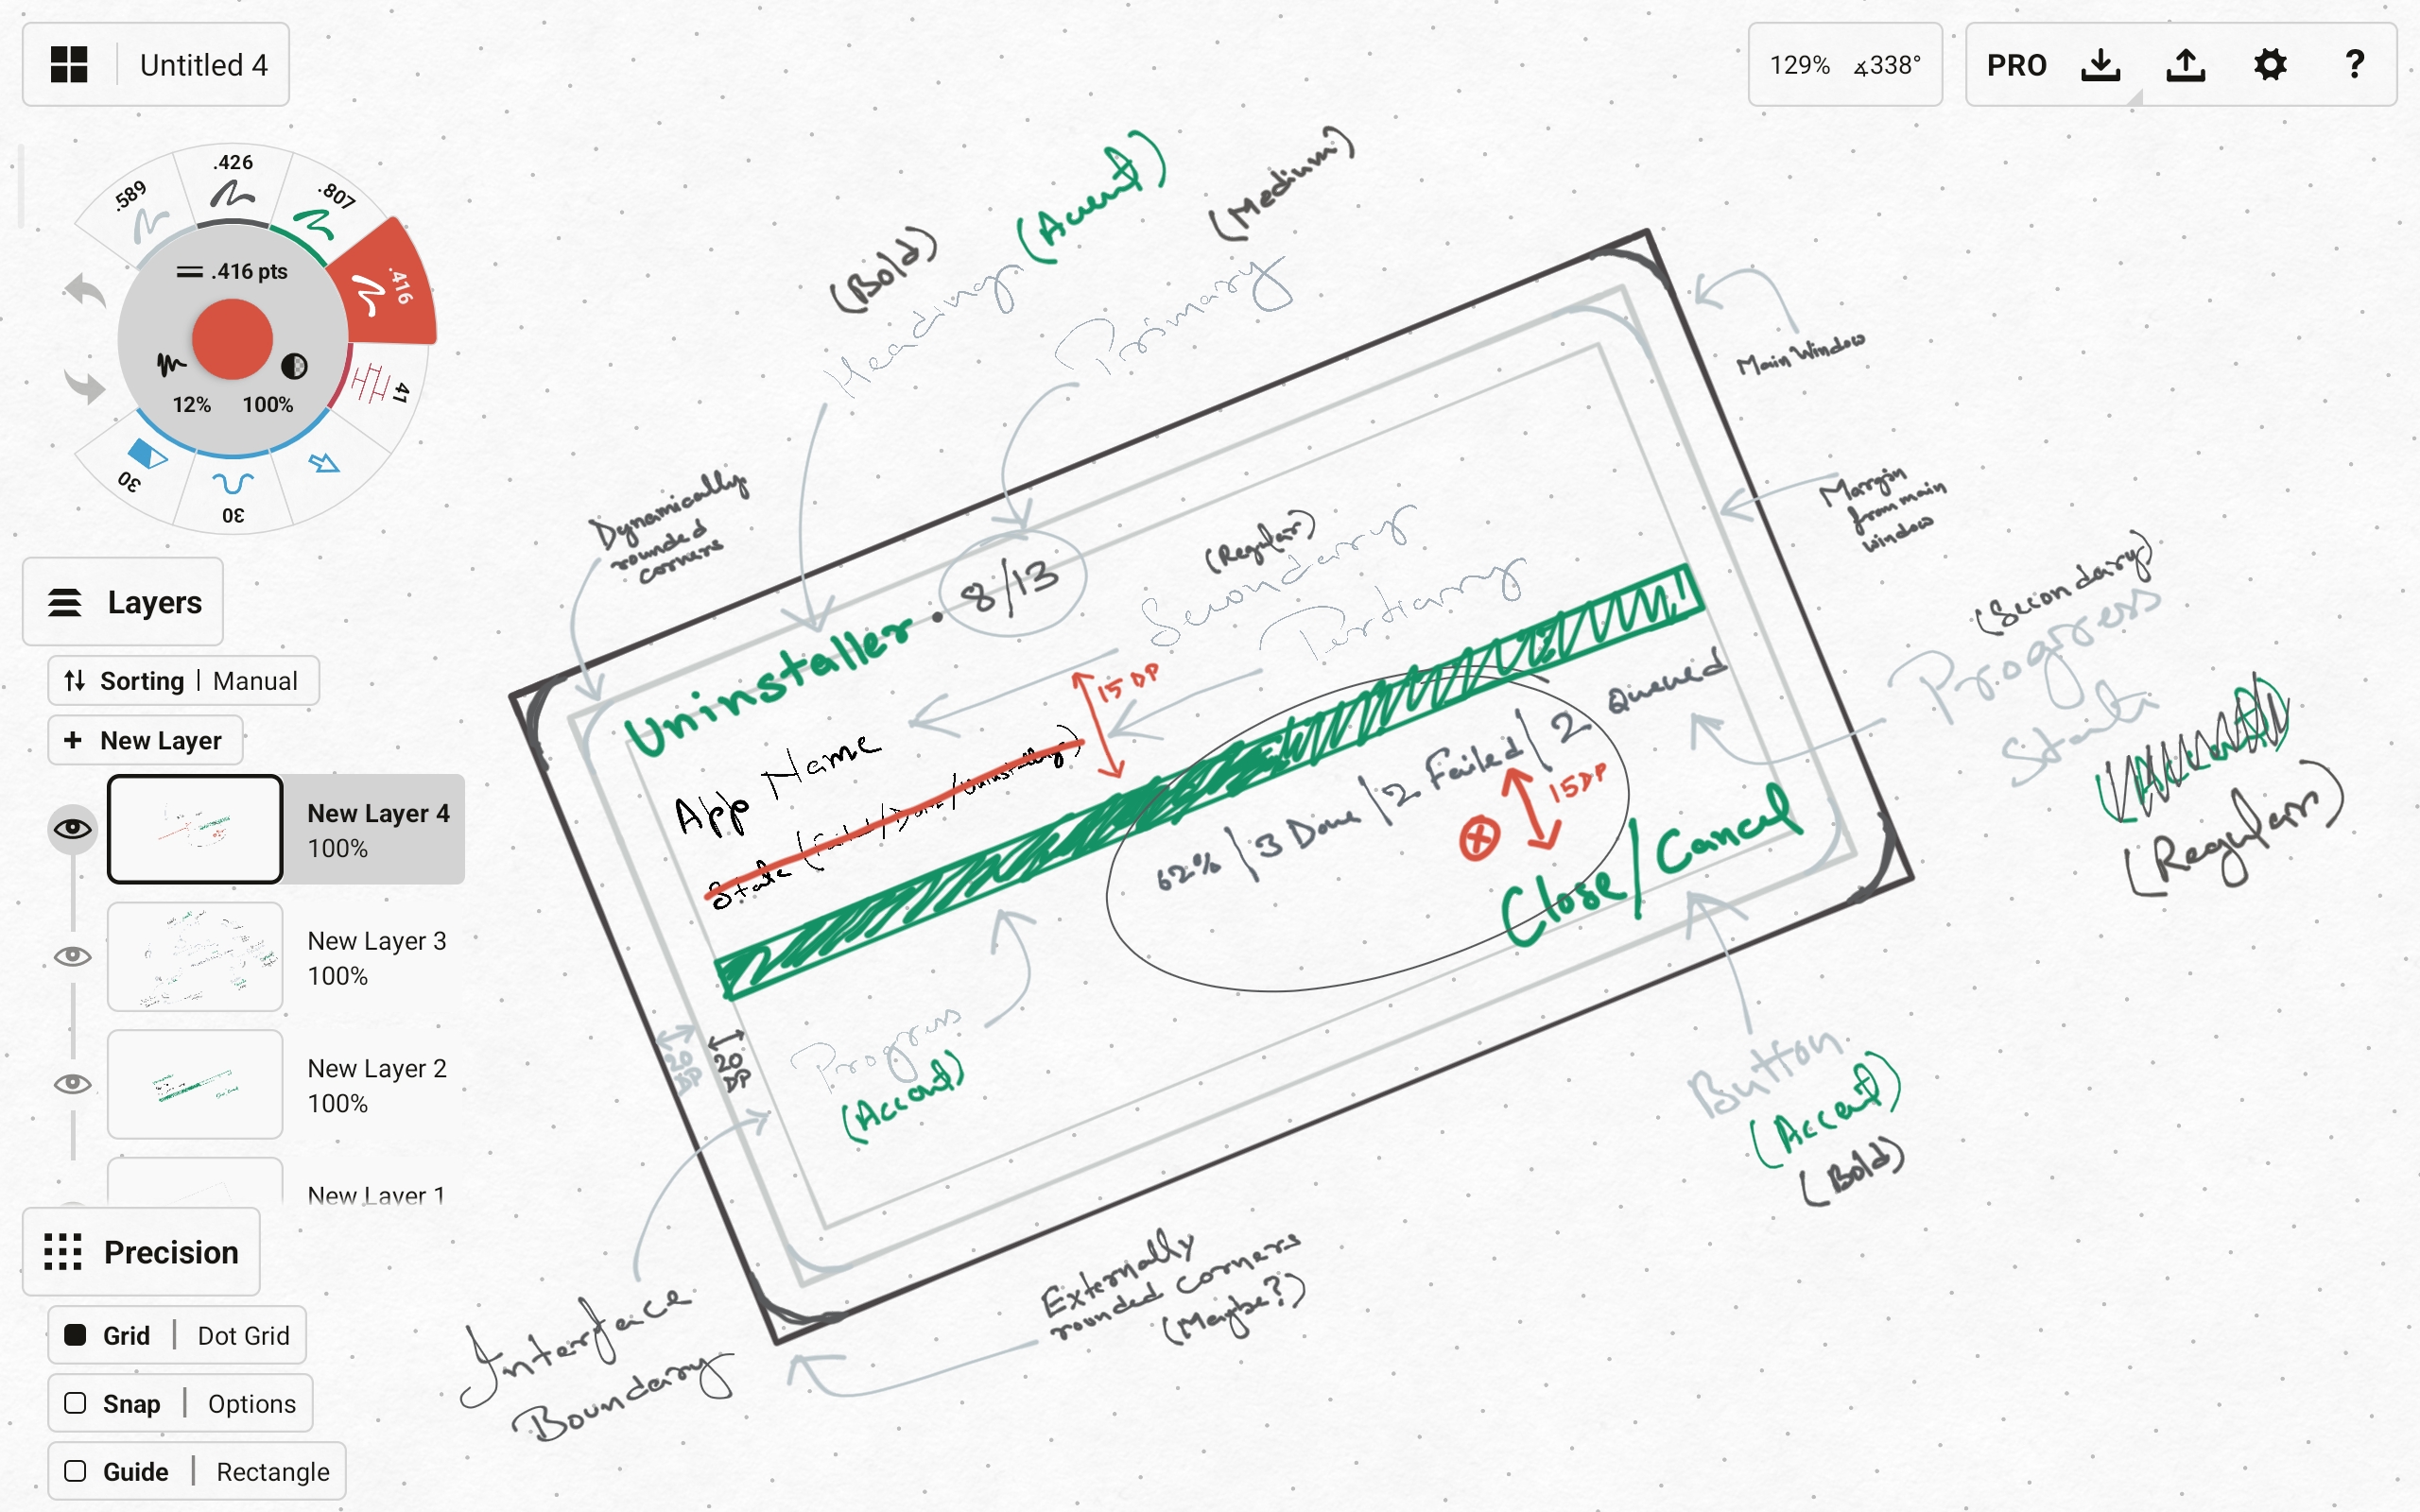 Untitled 4
129% ∡338°
PRO
?
.589
.426
.807
.416
41
30
30
.416 pts
12% 100%
Layers
Sorting | Manual
+ New Layer
New Layer 4
100%
New Layer 3
100%
New Layer 2
100%
New Layer 1
Precision
Grid | Dot Grid
Snap | Options
Guide | Rectangle
(Bold)
Heading
(Accent)
(Medium)
Primary
Main Window
Margin
from main
window
Dynamically
rounded
corners
Uninstaller • 8/13
(Regular)
Secondary
Tertiary
App Name
State (Failed/Done/Uninstalling)
15 DP
62% | 3 Done | 2 Failed | 2 Queued
15DP
Close/Cancel
(Secondary)
Progress
Stats
(Accent)
(Regular)
20
DP
20
DP
Progress
(Accent)
Button
(Accent)
(Bold)
Interface
Boundary
Externally
rounded corners
(Maybe?)